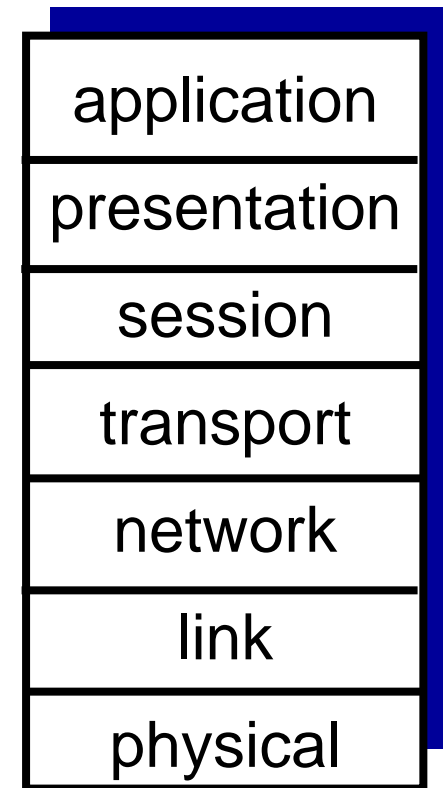 application
presentation
session
transport
network
link
physical